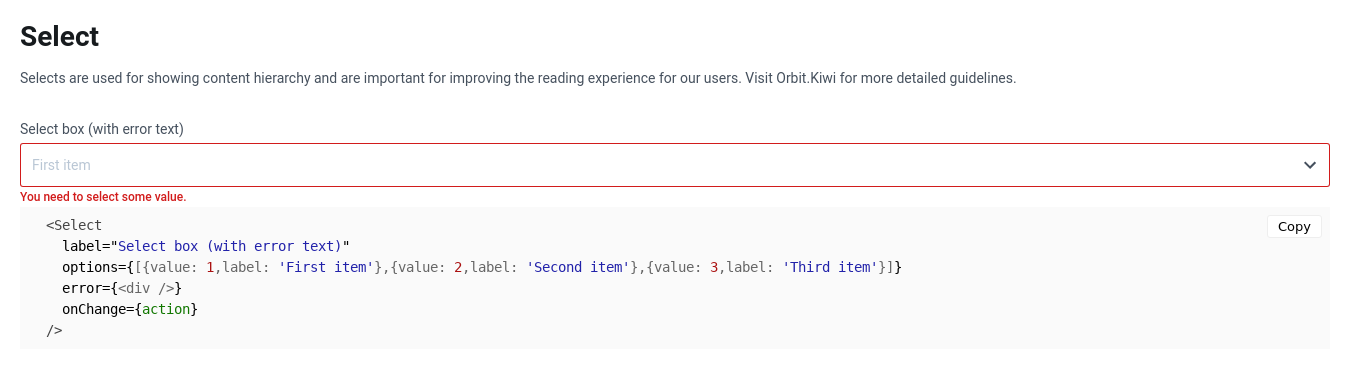 Select
Selects are used for showing content hierarchy and are important for improving the reading experience for our users. Visit Orbit.Kiwi for more detailed guidelines.
Select box (with error text)
First item
You need to select some value.
Copy
<Select
  label="Select box (with error text)"
  options={[{value: 1,label: 'First item'},{value: 2,label: 'Second item'},{value: 3,label: 'Third item'}]}
  error={<div />}
  onChange={action}
/>